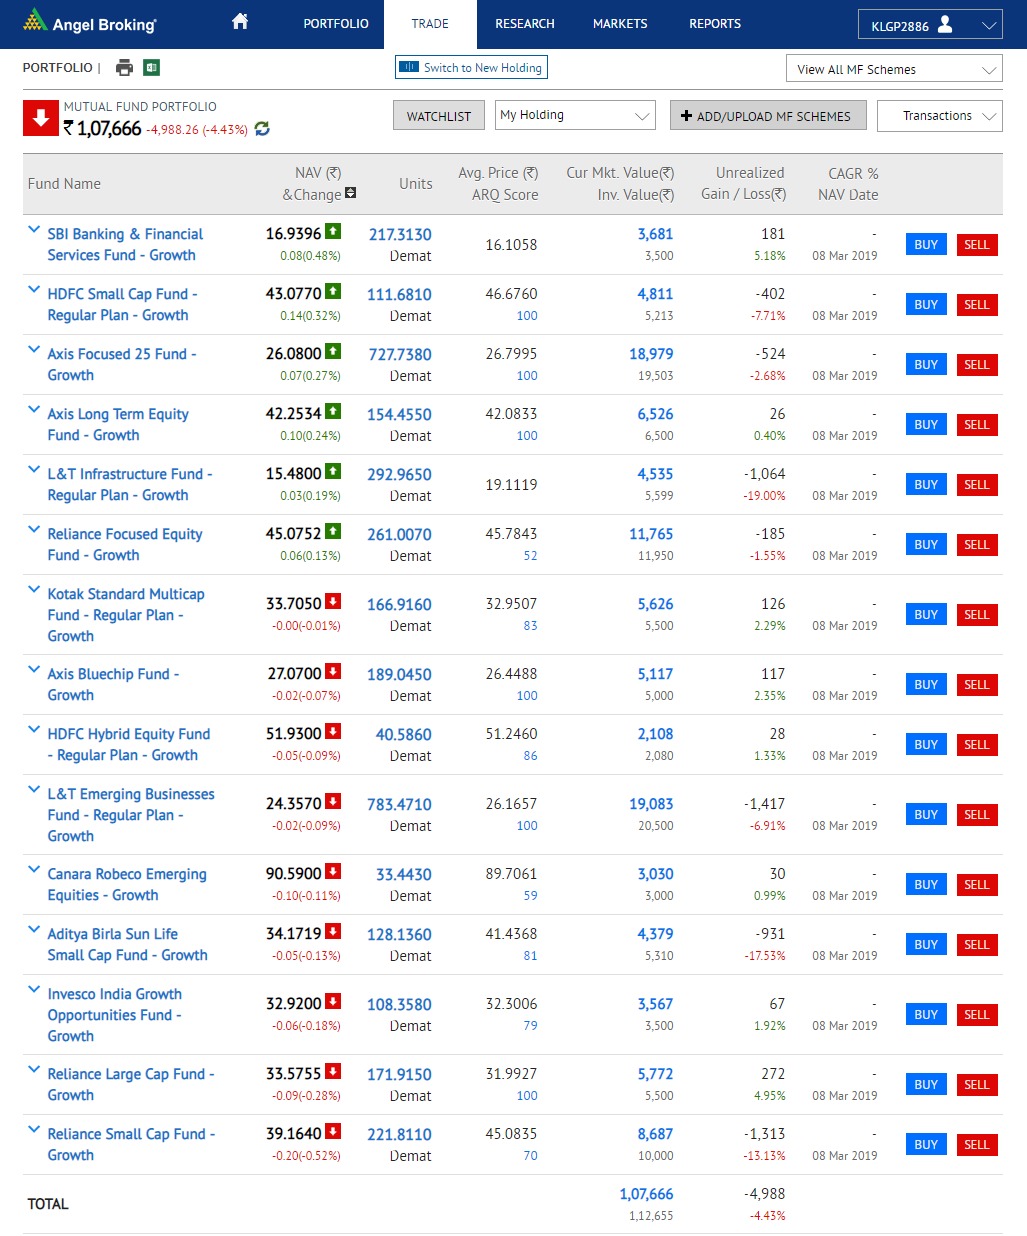 Angel Broking
PORTFOLIO TRADE RESEARCH MARKETS REPORTS KLGP2886
PORTFOLIO | Switch to New Holding View All MF Schemes
MUTUAL FUND PORTFOLIO
₹ 1,07,666 -4,988.26 (-4.43%) WATCHLIST My Holding + ADD/UPLOAD MF SCHEMES Transactions
Fund Name NAV (₹) Units Avg. Price (₹) Cur Mkt. Value(₹) Unrealized CAGR %
&Change ARQ Score Inv. Value(₹) Gain / Loss(₹) NAV Date
SBI Banking & Financial 16.9396 217.3130 16.1058 3,681 181 - BUY SELL
Services Fund - Growth 0.08(0.48%) Demat 3,500 5.18% 08 Mar 2019
HDFC Small Cap Fund - 43.0770 111.6810 46.6760 4,811 -402 - BUY SELL
Regular Plan - Growth 0.14(0.32%) Demat 100 5,213 -7.71% 08 Mar 2019
Axis Focused 25 Fund - 26.0800 727.7380 26.7995 18,979 -524 - BUY SELL
Growth 0.07(0.27%) Demat 100 19,503 -2.68% 08 Mar 2019
Axis Long Term Equity 42.2534 154.4550 42.0833 6,526 26 - BUY SELL
Fund - Growth 0.10(0.24%) Demat 100 6,500 0.40% 08 Mar 2019
L&T Infrastructure Fund - 15.4800 292.9650 19.1119 4,535 -1,064 - BUY SELL
Regular Plan - Growth 0.03(0.19%) Demat 5,599 -19.00% 08 Mar 2019
Reliance Focused Equity 45.0752 261.0070 45.7843 11,765 -185 - BUY SELL
Fund - Growth 0.06(0.13%) Demat 52 11,950 -1.55% 08 Mar 2019
Kotak Standard Multicap
Fund - Regular Plan - 33.7050 166.9160 32.9507 5,626 126 - BUY SELL
Growth -0.00(-0.01%) Demat 83 5,500 2.29% 08 Mar 2019
Axis Bluechip Fund - 27.0700 189.0450 26.4488 5,117 117 - BUY SELL
Growth -0.02(-0.07%) Demat 100 5,000 2.35% 08 Mar 2019
HDFC Hybrid Equity Fund 51.9300 40.5860 51.2460 2,108 28 - BUY SELL
- Regular Plan - Growth -0.05(-0.09%) Demat 86 2,080 1.33% 08 Mar 2019
L&T Emerging Businesses
Fund - Regular Plan - 24.3570 783.4710 26.1657 19,083 -1,417 - BUY SELL
Growth -0.02(-0.09%) Demat 100 20,500 -6.91% 08 Mar 2019
Canara Robeco Emerging 90.5900 33.4430 89.7061 3,030 30 - BUY SELL
Equities - Growth -0.10(-0.11%) Demat 59 3,000 0.99% 08 Mar 2019
Aditya Birla Sun Life 34.1719 128.1360 41.4368 4,379 -931 - BUY SELL
Small Cap Fund - Growth -0.05(-0.13%) Demat 81 5,310 -17.53% 08 Mar 2019
Invesco India Growth
Opportunities Fund - 32.9200 108.3580 32.3006 3,567 67 - BUY SELL
Growth -0.06(-0.18%) Demat 79 3,500 1.92% 08 Mar 2019
Reliance Large Cap Fund - 33.5755 171.9150 31.9927 5,772 272 - BUY SELL
Growth -0.09(-0.28%) Demat 100 5,500 4.95% 08 Mar 2019
Reliance Small Cap Fund - 39.1640 221.8110 45.0835 8,687 -1,313 - BUY SELL
Growth -0.20(-0.52%) Demat 70 10,000 -13.13% 08 Mar 2019
TOTAL 1,07,666 -4,988
1,12,655 -4.43%